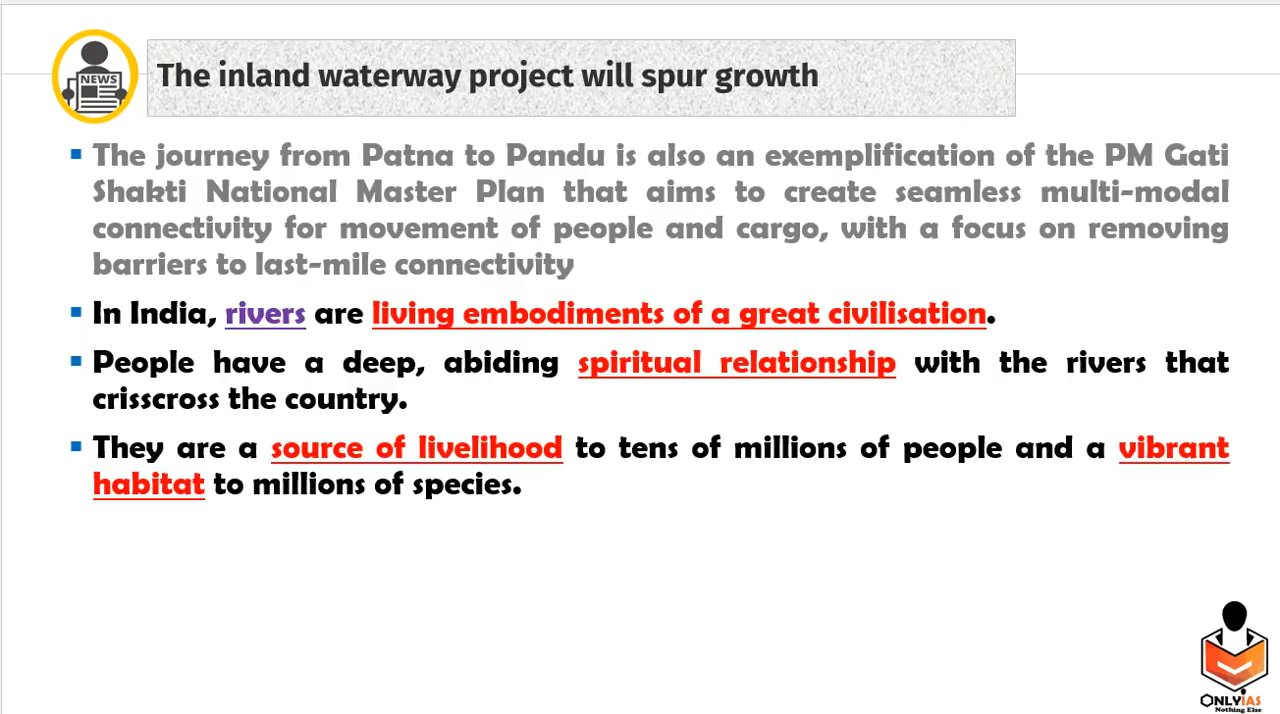 NEWS
The inland waterway project will spur growth
The journey from Patna to Pandu is also an exemplification of the PM Gati
Shakti National Master Plan that aims to create seamless multi-modal
connectivity for movement of people and cargo, with a focus on removing
barriers to last-mile connectivity
In India, rivers are living embodiments of a great civilisation.
People have a deep, abiding spiritual relationship with the rivers that
crisscross the country.
They are a source of livelihood to tens of millions of people and a vibrant
habitat to millions of species.
ONLYIAS
Nothing Else